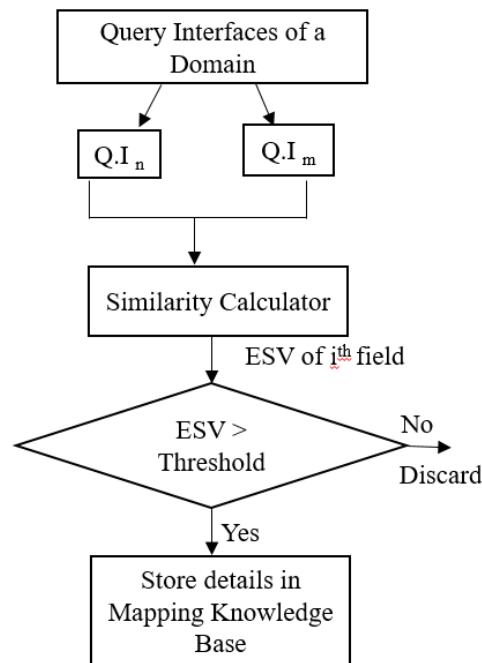 Query Interfaces of a
Domain
Q.I n
Q.I m
Similarity Calculator
ESV of ith field
ESV >
Threshold
No
Discard
Yes
Store details in
Mapping Knowledge
Base